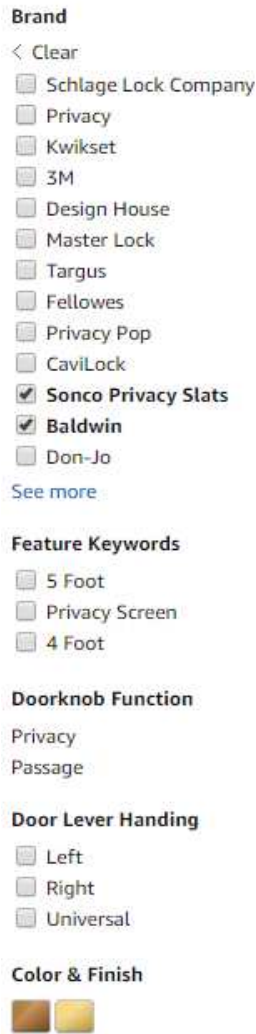 Brand
< Clear
Schlage Lock Company
Privacy
Kwikset
3M
Design House
Master Lock
Targus
Fellowes
Privacy Pop
CaviLock
Sonco Privacy Slats
Baldwin
Don-Jo
See more
Feature Keywords
5 Foot
Privacy Screen
4 Foot
Doorknob Function
Privacy
Passage
Door Lever Handing
Left
Right
Universal
Color & Finish